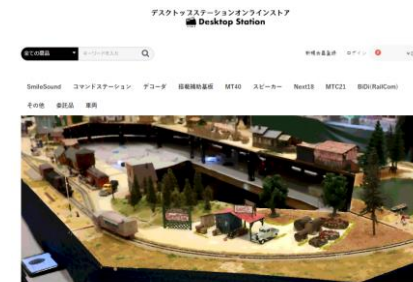 デスクトップステーションオンラインストア
Desktop Station
全ての商品
キーワードを入力
新規会員登録 ログイン 0
SmileSound コマンドステーション デコーダ 搭載補助基板 MT40 スピーカー Next18 MTC21 BiDi(RailCom)
その他 委託品 車両